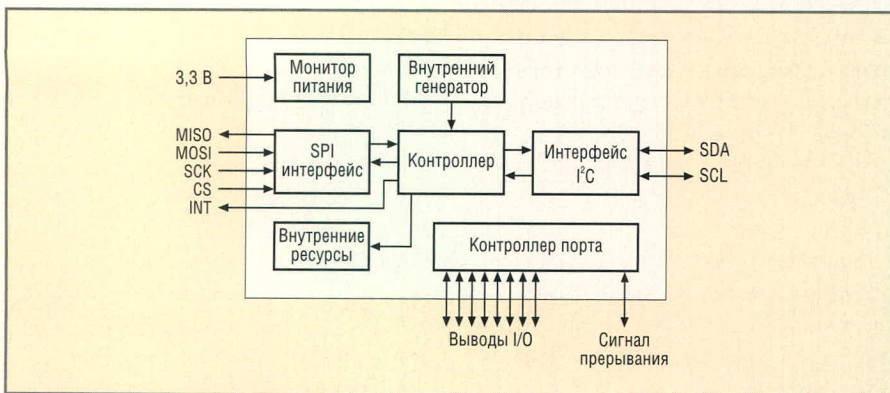 3,3 В
Монитор
питания
Внутренний
генератор
MISO
MOSI
SCK
CS
INT
SPI
интерфейс
Контроллер
Интерфейс
I²C
SDA
SCL
Внутренние
ресурсы
Контроллер порта
Выводы I/O
Сигнал
прерывания